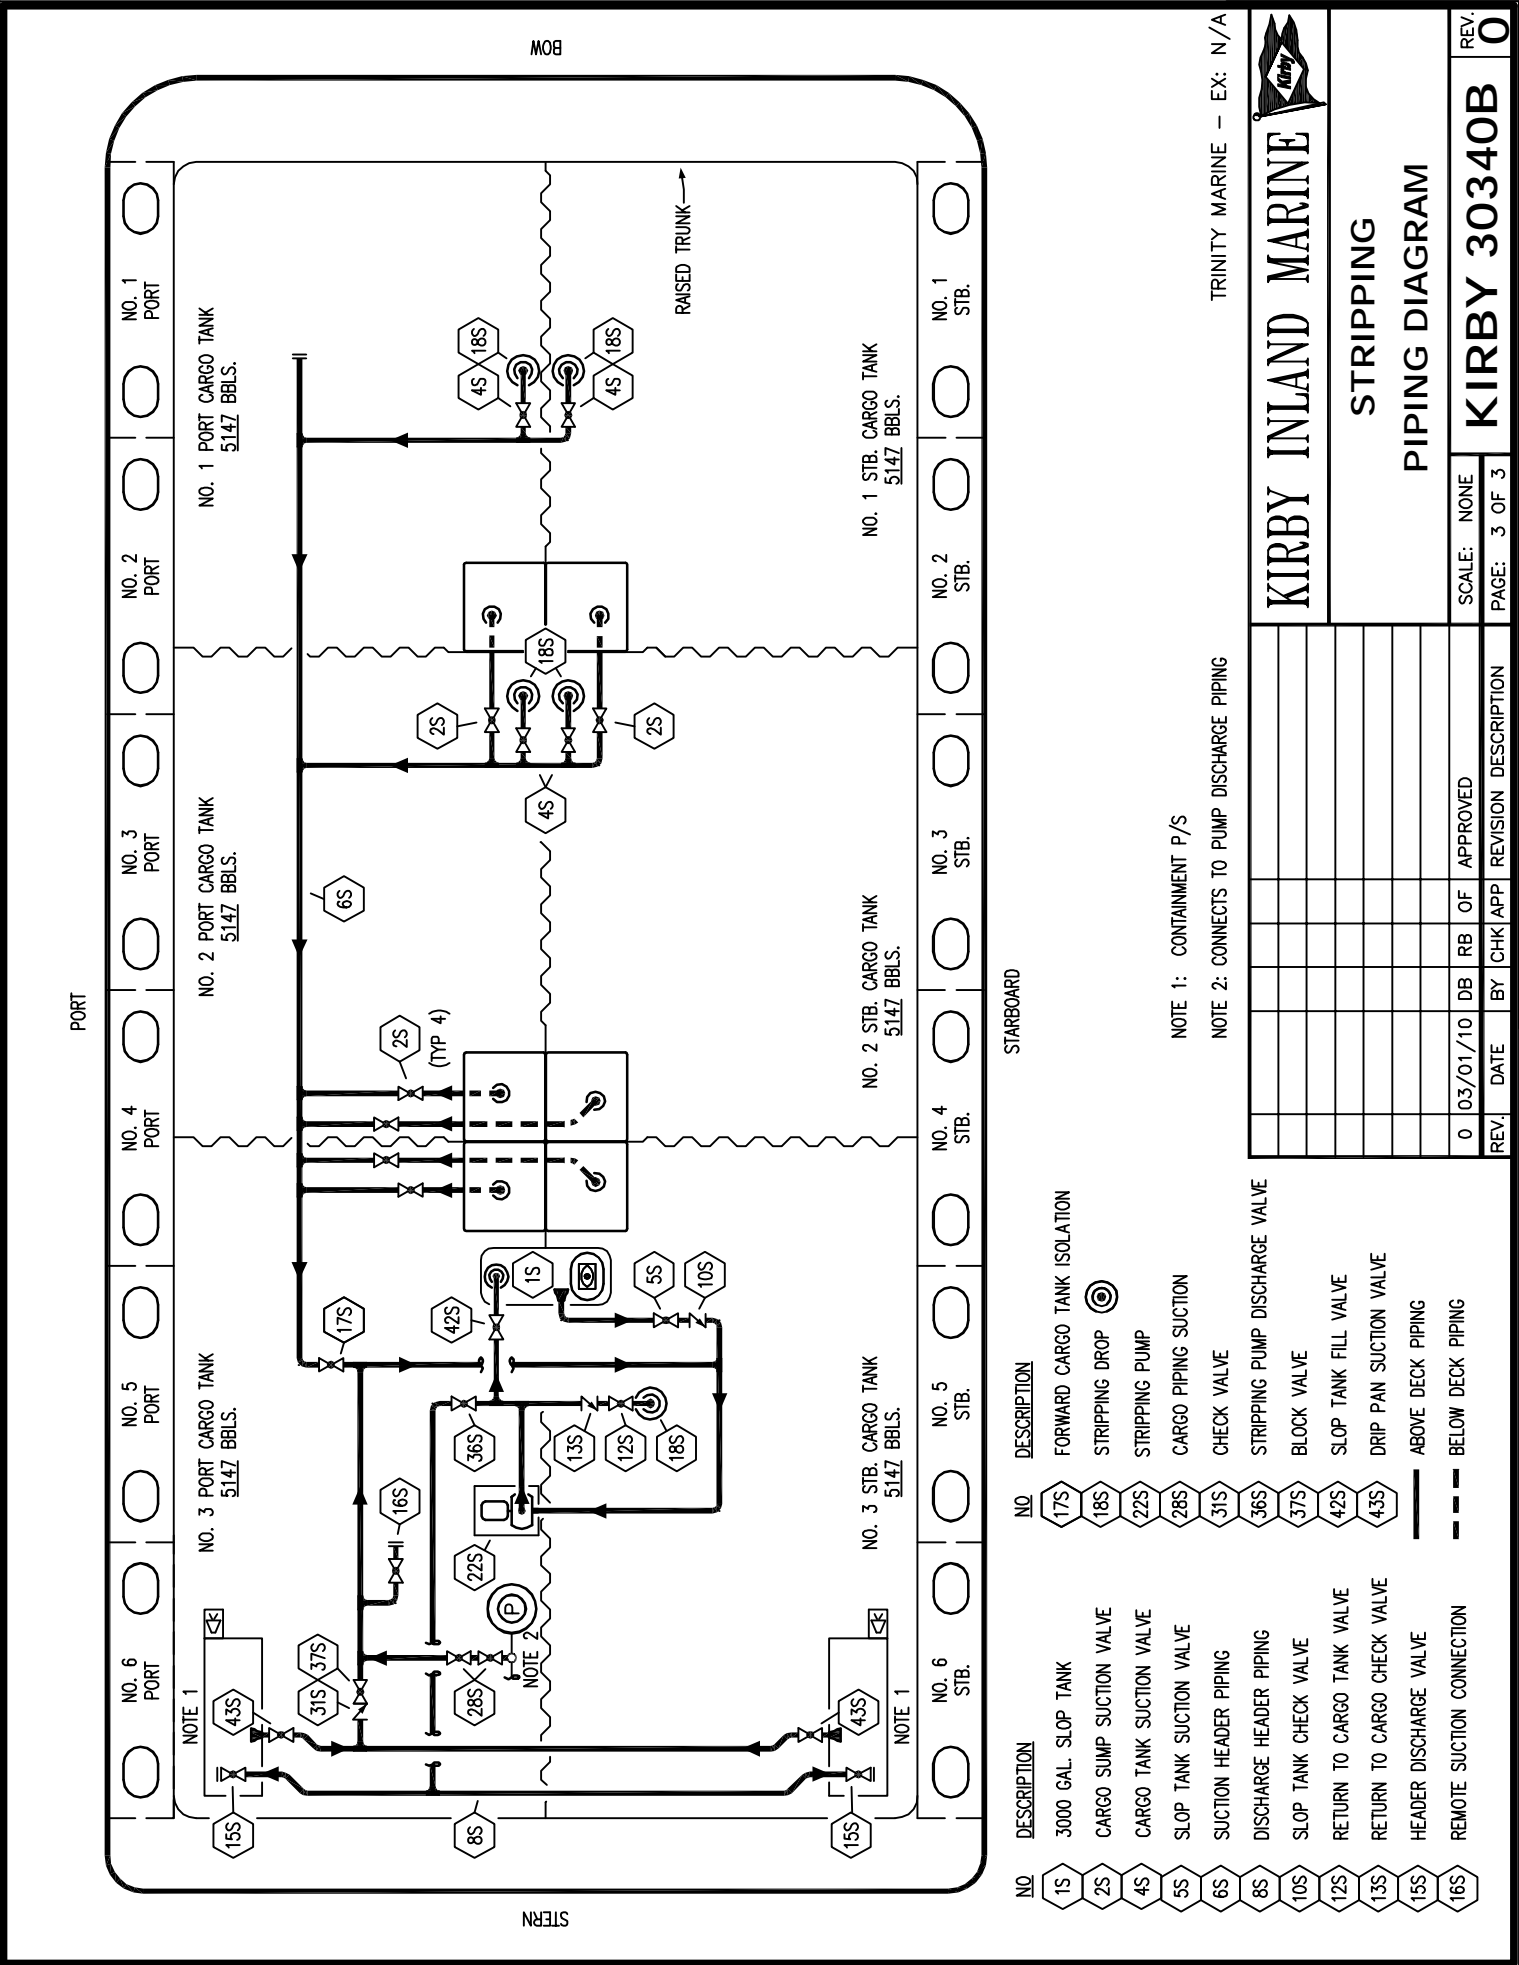 BOW
PORT
STARBOARD
STERN
NO. 1
PORT
NO. 2
PORT
NO. 3
PORT
NO. 4
PORT
NO. 5
PORT
NO. 6
PORT
NO. 1 PORT CARGO TANK
5147 BBLS.
NO. 2 PORT CARGO TANK
5147 BBLS.
NO. 3 PORT CARGO TANK
5147 BBLS.
RAISED TRUNK
18S
4S
18S
4S
18S
2S
2S
4S
6S
2S
(TYP 4)
17S
42S
1S
5S
10S
36S
13S
12S
18S
16S
22S
P
NOTE 2
28S
37S
31S
43S
NOTE 1
15S
8S
43S
NOTE 1
15S
NO. 1 STB. CARGO TANK
5147 BBLS.
NO. 2 STB. CARGO TANK
5147 BBLS.
NO. 3 STB. CARGO TANK
5147 BBLS.
NO. 1
STB.
NO. 2
STB.
NO. 3
STB.
NO. 4
STB.
NO. 5
STB.
NO. 6
STB.
NO DESCRIPTION
1S 3000 GAL. SLOP TANK
2S CARGO SUMP SUCTION VALVE
4S CARGO TANK SUCTION VALVE
5S SLOP TANK SUCTION VALVE
6S SUCTION HEADER PIPING
8S DISCHARGE HEADER PIPING
10S SLOP TANK CHECK VALVE
12S RETURN TO CARGO TANK VALVE
13S RETURN TO CARGO CHECK VALVE
15S HEADER DISCHARGE VALVE
16S REMOTE SUCTION CONNECTION
NO DESCRIPTION
17S FORWARD CARGO TANK ISOLATION
18S STRIPPING DROP
22S STRIPPING PUMP
28S CARGO PIPING SUCTION
31S CHECK VALVE
36S STRIPPING PUMP DISCHARGE VALVE
37S BLOCK VALVE
42S SLOP TANK FILL VALVE
43S DRIP PAN SUCTION VALVE
ABOVE DECK PIPING
BELOW DECK PIPING
NOTE 1: CONTAINMENT P/S
NOTE 2: CONNECTS TO PUMP DISCHARGE PIPING
TRINITY MARINE - EX: N/A
KIRBY INLAND MARINE
Kirby
STRIPPING
PIPING DIAGRAM
0 03/01/10 DB RB OF APPROVED
REV. DATE BY CHK APP REVISION DESCRIPTION
SCALE: NONE
PAGE: 3 OF 3
KIRBY 30340B
REV.
0